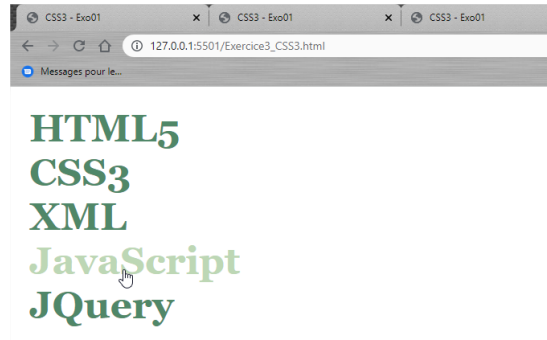 CSS3 - Exo01 CSS3 - Exo01 CSS3 - Exo01
127.0.0.1:5501/Exercice3_CSS3.html
Messages pour le...
HTML5
CSS3
XML
JavaScript
JQuery